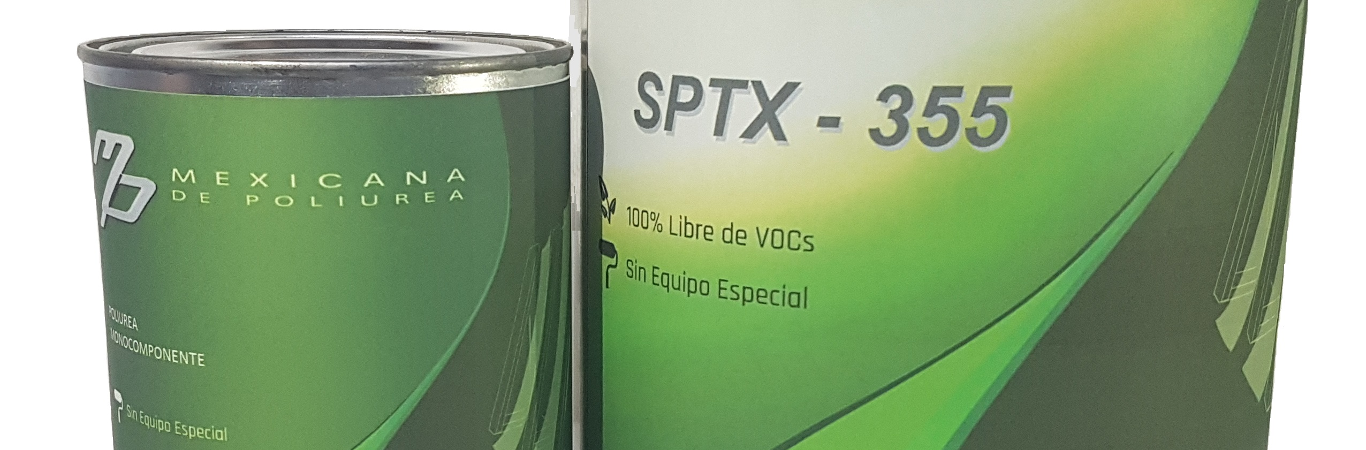 MEXICANA
DE POLIUREA
POLIUREA
MONOCOMPONENTE
Sin Equipo Especial
SPTX - 355
100% Libre de VOCs
Sin Equipo Especial